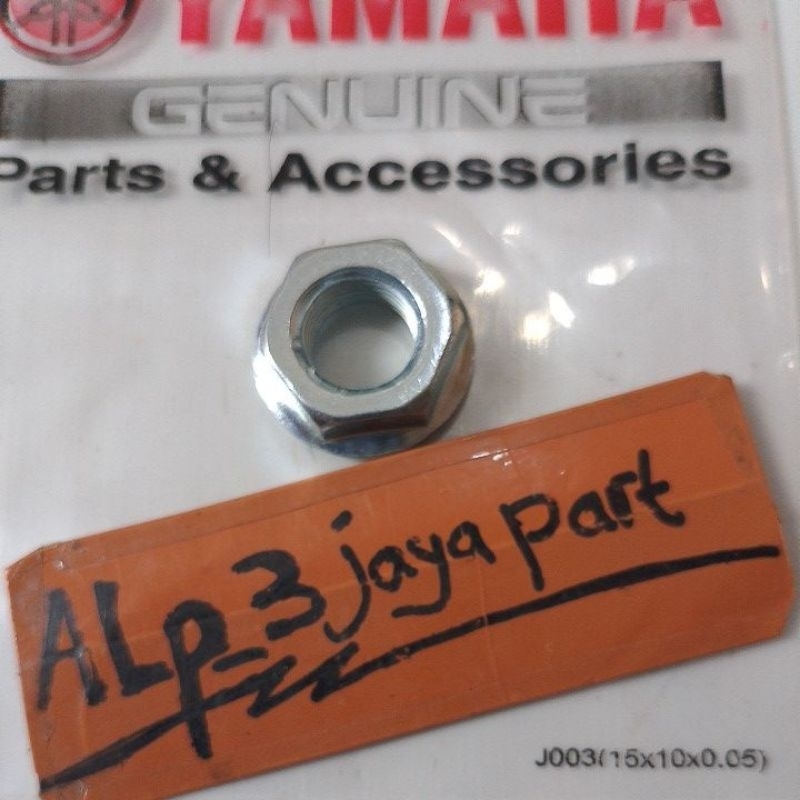 YAMAHA
GENUINE
Parts & Accessories
ALp-3 jaya part
J003(15x10x0.05)